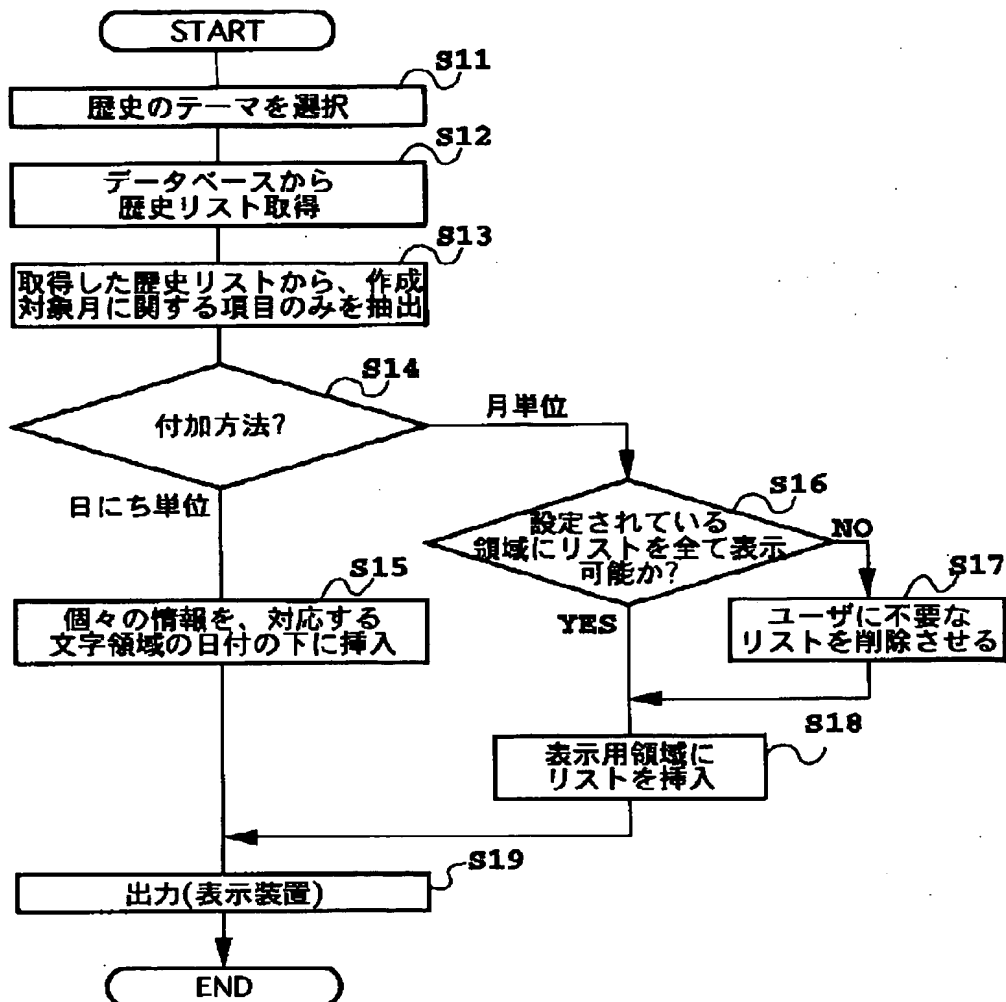 START
S11
歴史のテーマを選択
S12
データベースから
歴史リスト取得
S13
取得した歴史リストから、作成
対象月に関する項目のみを抽出
S14
付加方法?
月単位
日にち単位
S16
設定されている
領域にリストを全て表示
可能か?
NO
YES
S15
個々の情報を、対応する
文字領域の日付の下に挿入
S17
ユーザに不要な
リストを削除させる
S18
表示用領域に
リストを挿入
S19
出力(表示装置)
END